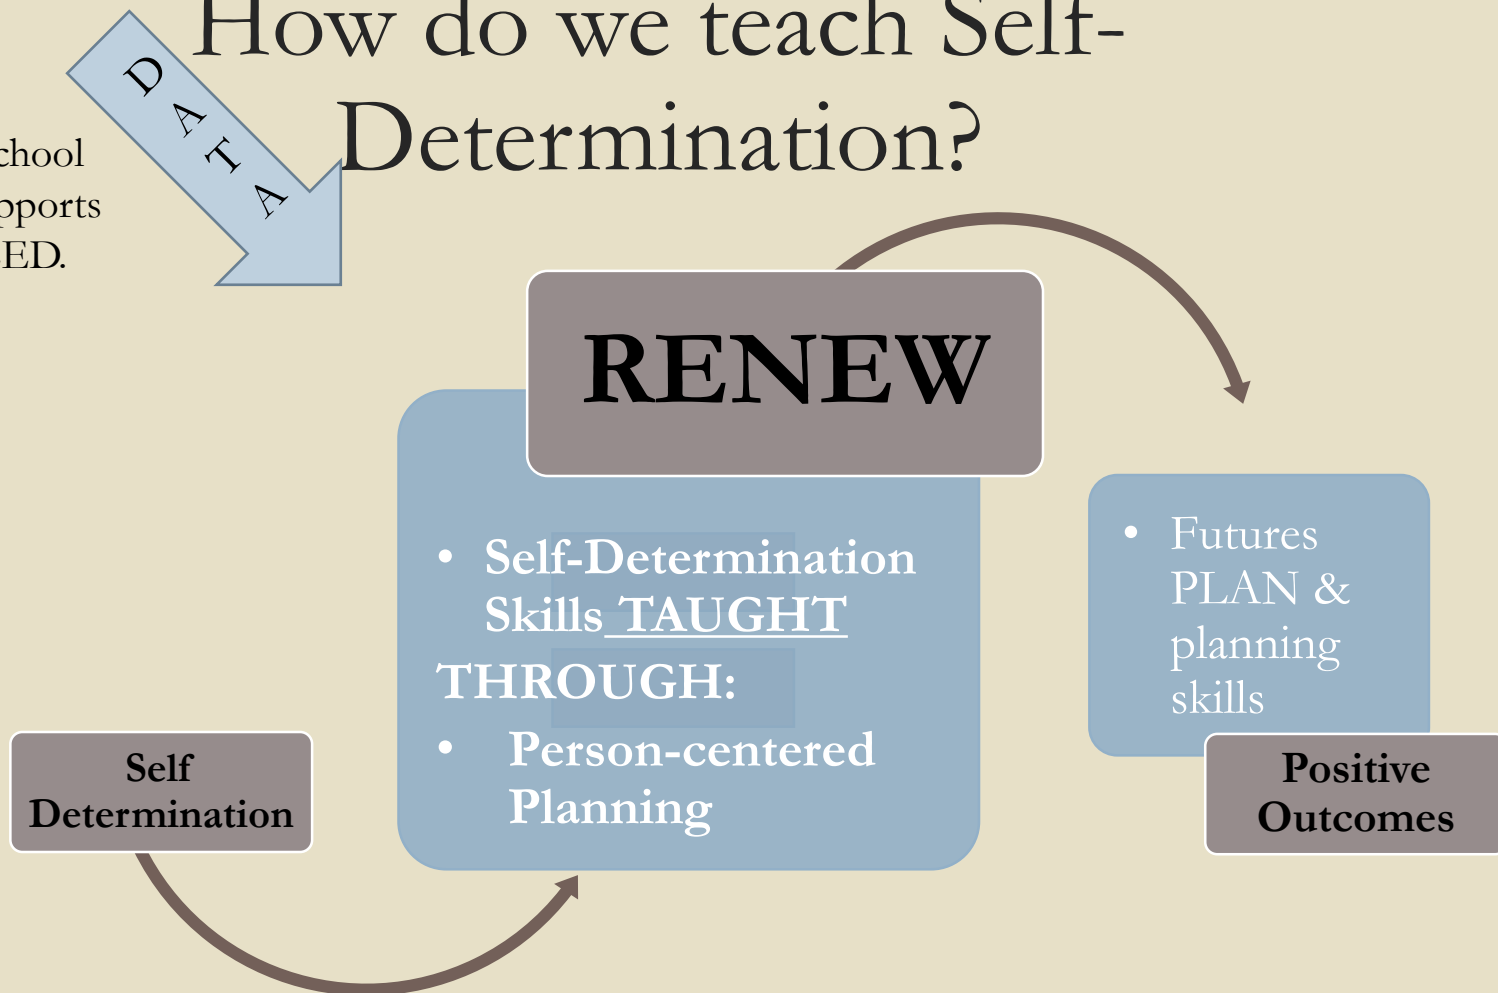 How do we teach Self-
Determination?
DATA
pports
ED.
RENEW
• Self-Determination
Skills TAUGHT
THROUGH:
• Person-centered
Planning
• Futures
PLAN &
planning
skills
Self
Determination
Positive
Outcomes